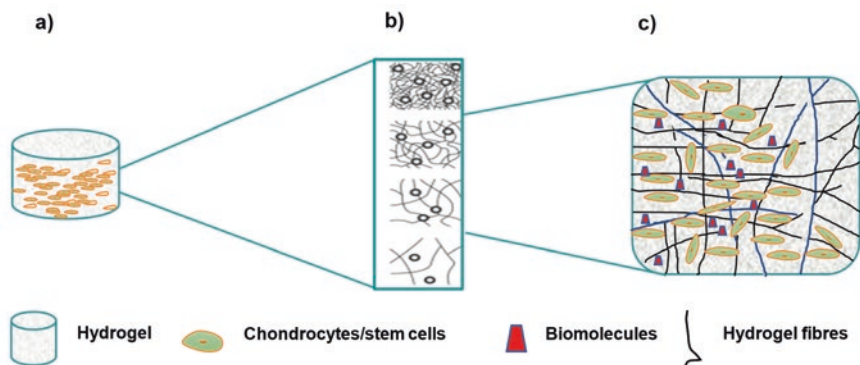 a)
b)
c)
Hydrogel
Chondrocytes/stem cells
Biomolecules
Hydrogel fibres